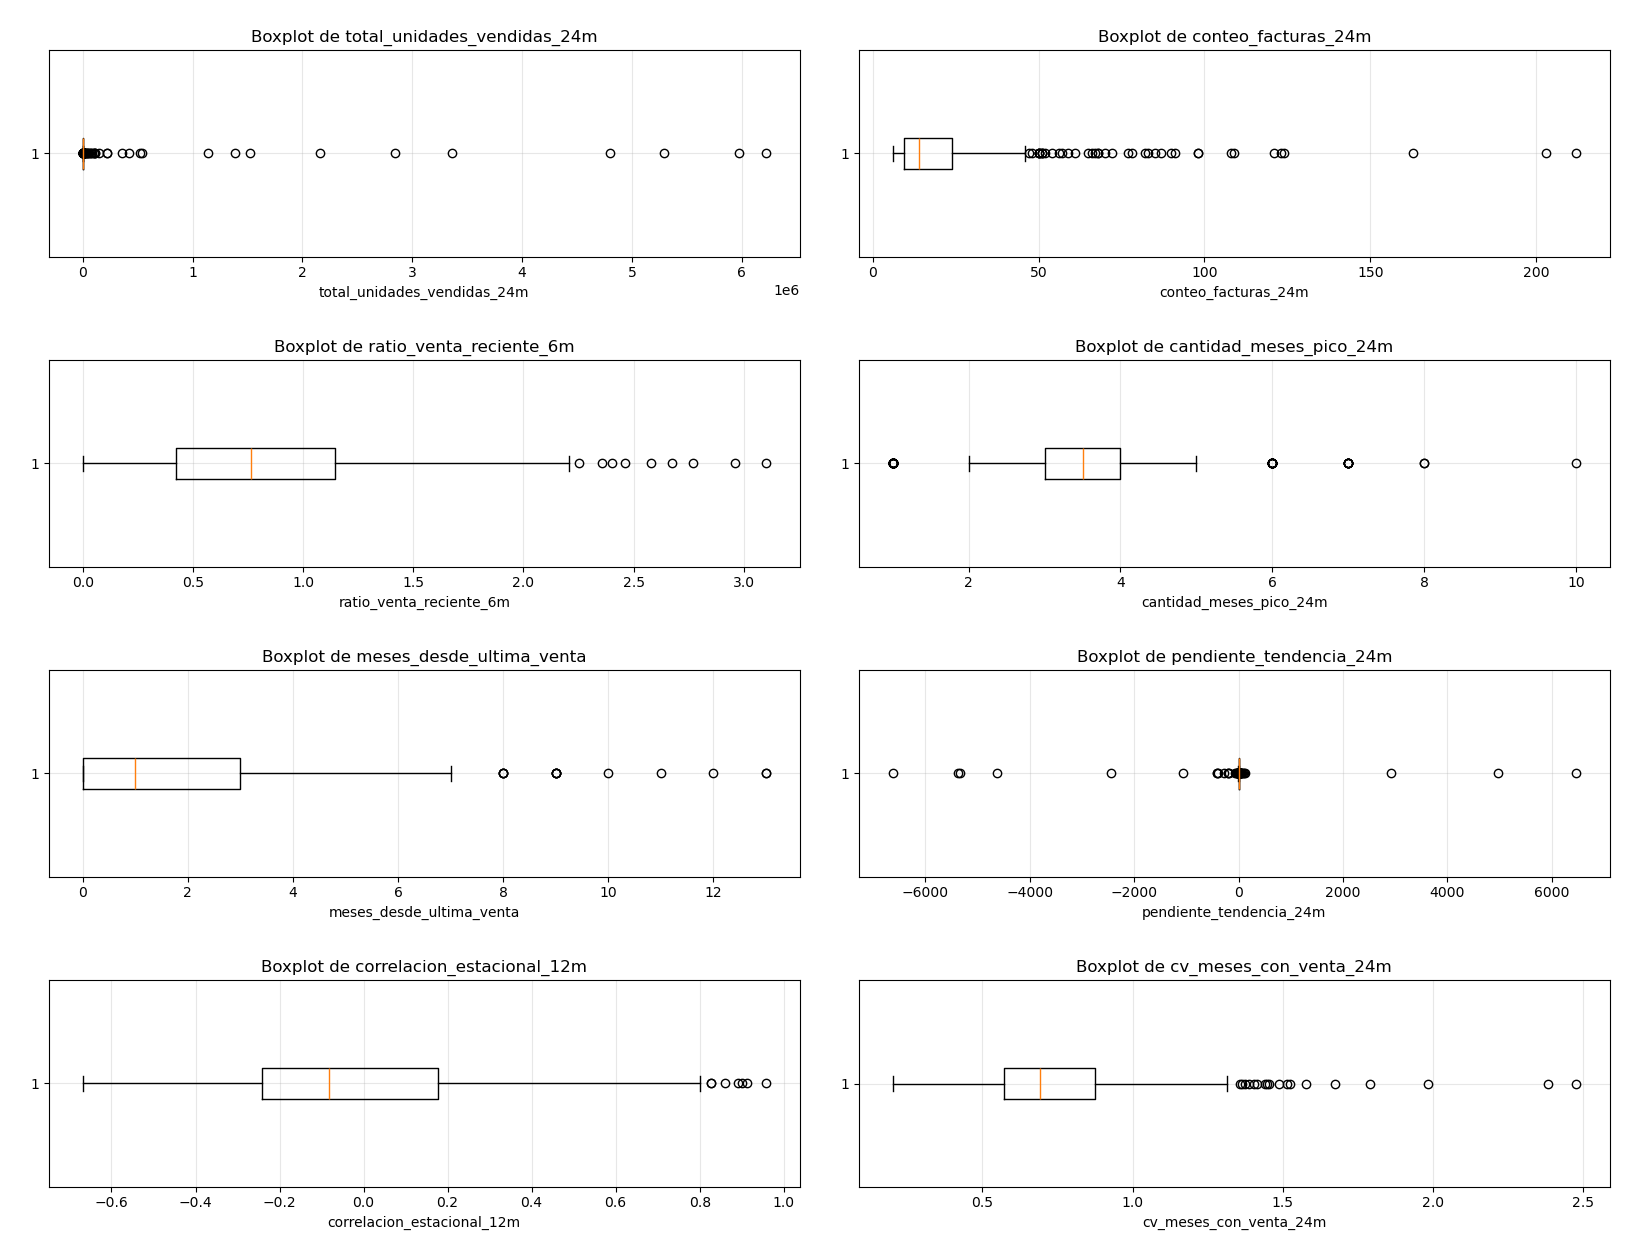 Boxplot de total_unidades_vendidas_24m
1
0 1 2 3 4 5 6
1e6
total_unidades_vendidas_24m
Boxplot de conteo_facturas_24m
1
0 50 100 150 200
conteo_facturas_24m
Boxplot de ratio_venta_reciente_6m
1
0.0 0.5 1.0 1.5 2.0 2.5 3.0
ratio_venta_reciente_6m
Boxplot de cantidad_meses_pico_24m
1
2 4 6 8 10
cantidad_meses_pico_24m
Boxplot de meses_desde_ultima_venta
1
0 2 4 6 8 10 12
meses_desde_ultima_venta
Boxplot de pendiente_tendencia_24m
1
−6000 −4000 −2000 0 2000 4000 6000
pendiente_tendencia_24m
Boxplot de correlacion_estacional_12m
1
−0.6 −0.4 −0.2 0.0 0.2 0.4 0.6 0.8 1.0
correlacion_estacional_12m
Boxplot de cv_meses_con_venta_24m
1
0.5 1.0 1.5 2.0 2.5
cv_meses_con_venta_24m